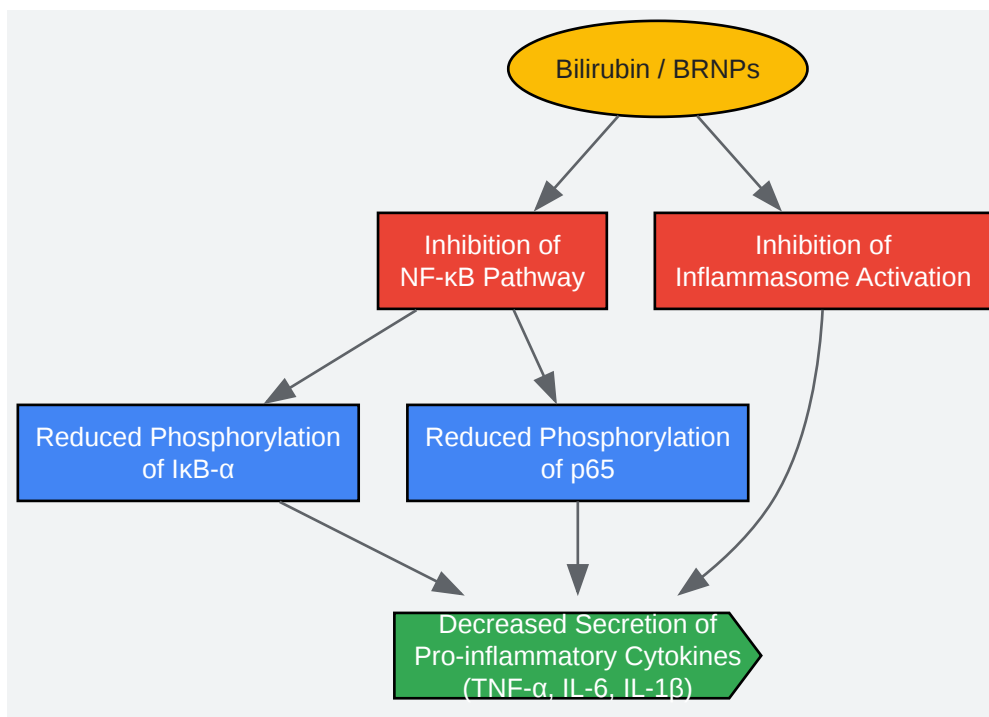 Bilirubin / BRNPs
Inhibition of
NF-κB Pathway
Inhibition of
Inflammasome Activation
Reduced Phosphorylation
of IκB-α
Reduced Phosphorylation
of p65
Decreased Secretion of
Pro-inflammatory Cytokines
(TNF-α, IL-6, IL-1β)